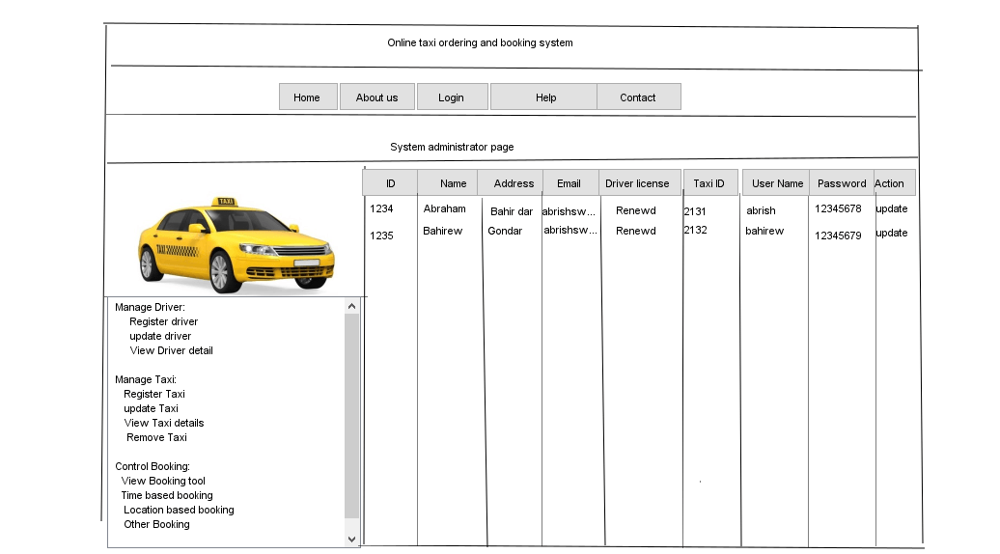 Online taxi ordering and booking system
Home About us Login Help Contact
System administrator page
ID Name Address Email Driver license Taxi ID User Name Password Action
1234 Abraham Bahir dar abrishsw... Renewd 2131 abrish 12345678 update
1235 Bahirew Gondar abrishsw... Renewd 2132 bahirew 12345679 update
TAXI
TAXI
Manage Driver:
Register driver
update driver
View Driver detail
Manage Taxi:
Register Taxi
update Taxi
View Taxi details
Remove Taxi
Control Booking:
View Booking tool
Time based booking
Location based booking
Other Booking